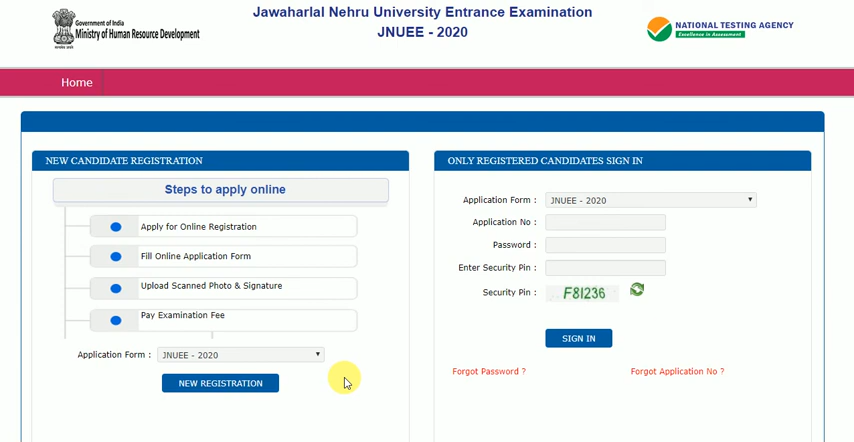 Government of India
Ministry of Human Resource Development
Jawaharlal Nehru University Entrance Examination
JNUEE - 2020
NATIONAL TESTING AGENCY
Excellence in Assessment
Home
NEW CANDIDATE REGISTRATION
Steps to apply online
Apply for Online Registration
Fill Online Application Form
Upload Scanned Photo & Signature
Pay Examination Fee
Application Form : JNUEE - 2020
NEW REGISTRATION
ONLY REGISTERED CANDIDATES SIGN IN
Application Form : JNUEE - 2020
Application No :
Password :
Enter Security Pin :
Security Pin : F81236
SIGN IN
Forgot Password ?
Forgot Application No ?